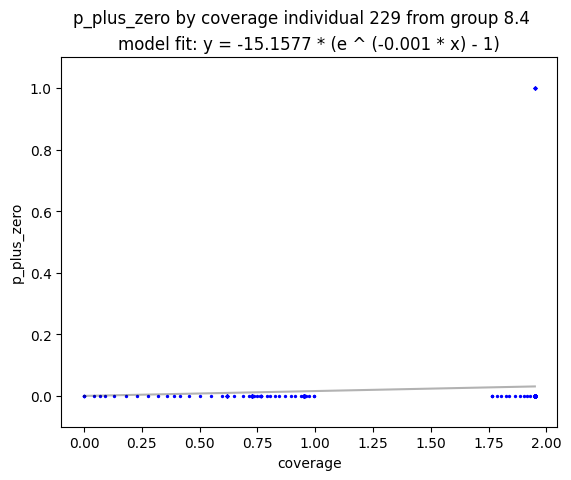 p_plus_zero by coverage individual 229 from group 8.4
model fit: y = -15.1577 * (e ^ (-0.001 * x) - 1)
1.0
0.8
0.6
0.4
0.2
0.0
p_plus_zero
0.00 0.25 0.50 0.75 1.00 1.25 1.50 1.75 2.00
coverage